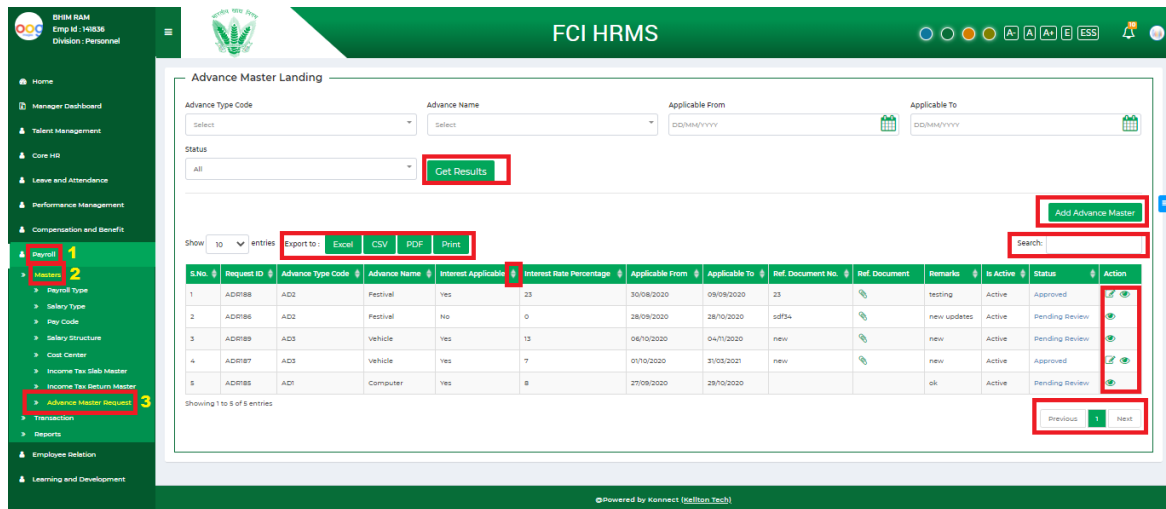 BHIM RAM
Emp Id : 141836
Division : Personnel
FCI HRMS
A- A A+ E ESS
10
Home
Manager Dashboard
Talent Management
Core HR
Leave and Attendance
Performance Management
Compensation and Benefit
Payroll 1
Masters 2
Payroll Type
Salary Type
Pay Code
Salary Structure
Cost Center
Income Tax Slab Master
Income Tax Return Master
Advance Master Request 3
Transaction
Reports
Employee Relation
Learning and Development
Advance Master Landing
Advance Type Code Advance Name Applicable From Applicable To
Select Select DD/MM/YYYY DD/MM/YYYY
Status
All Get Results
Add Advance Master
Show 10 entries Export to : Excel CSV PDF Print Search:
S.No. Request ID Advance Type Code Advance Name Interest Applicable Interest Rate Percentage Applicable From Applicable To Ref. Document No. Ref. Document Remarks Is Active Status Action
1 ADR188 AD2 Festival Yes 23 30/08/2020 09/09/2020 23 testing Active Approved
2 ADR186 AD2 Festival No 0 28/09/2020 28/10/2020 sdf34 new updates Active Pending Review
3 ADR189 AD3 Vehicle Yes 13 06/10/2020 04/11/2020 new new Active Pending Review
4 ADR187 AD3 Vehicle Yes 7 01/10/2020 31/03/2021 new new Active Approved
5 ADR185 AD1 Computer Yes 8 27/09/2020 29/10/2020 ok Active Pending Review
Showing 1 to 5 of 5 entries
Previous 1 Next
@Powered by Konnect (Kellton Tech)